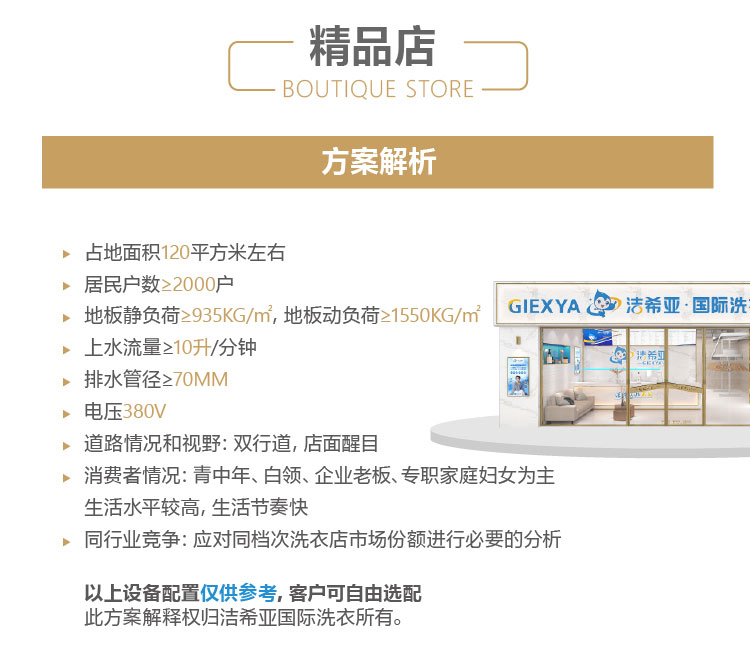 精品店
BOUTIQUE STORE
方案解析
占地面积120平方米左右
居民户数≥2000户
地板静负荷≥935KG/㎡, 地板动负荷≥1550KG/㎡
上水流量≥10升/分钟
排水管径≥70MM
电压380V
道路情况和视野: 双行道, 店面醒目
消费者情况: 青中年、白领、企业老板、专职家庭妇女为主
生活水平较高, 生活节奏快
同行业竞争: 应对同档次洗衣店市场份额进行必要的分析
以上设备配置仅供参考, 客户可自由选配
此方案解释权归洁希亚国际洗衣所有。
GIEXYA 洁希亚·国际洗衣
洁希亚